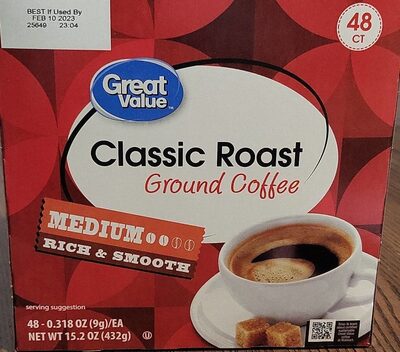 BEST If Used By
FEB 10 2023
25649 23:04
48
CT
Great
Value
Classic Roast
Ground Coffee
MEDIUM
RICH & SMOOTH
serving suggestion
48 - 0.318 OZ (9g)/EA
NET WT 15.2 OZ (432g)
U